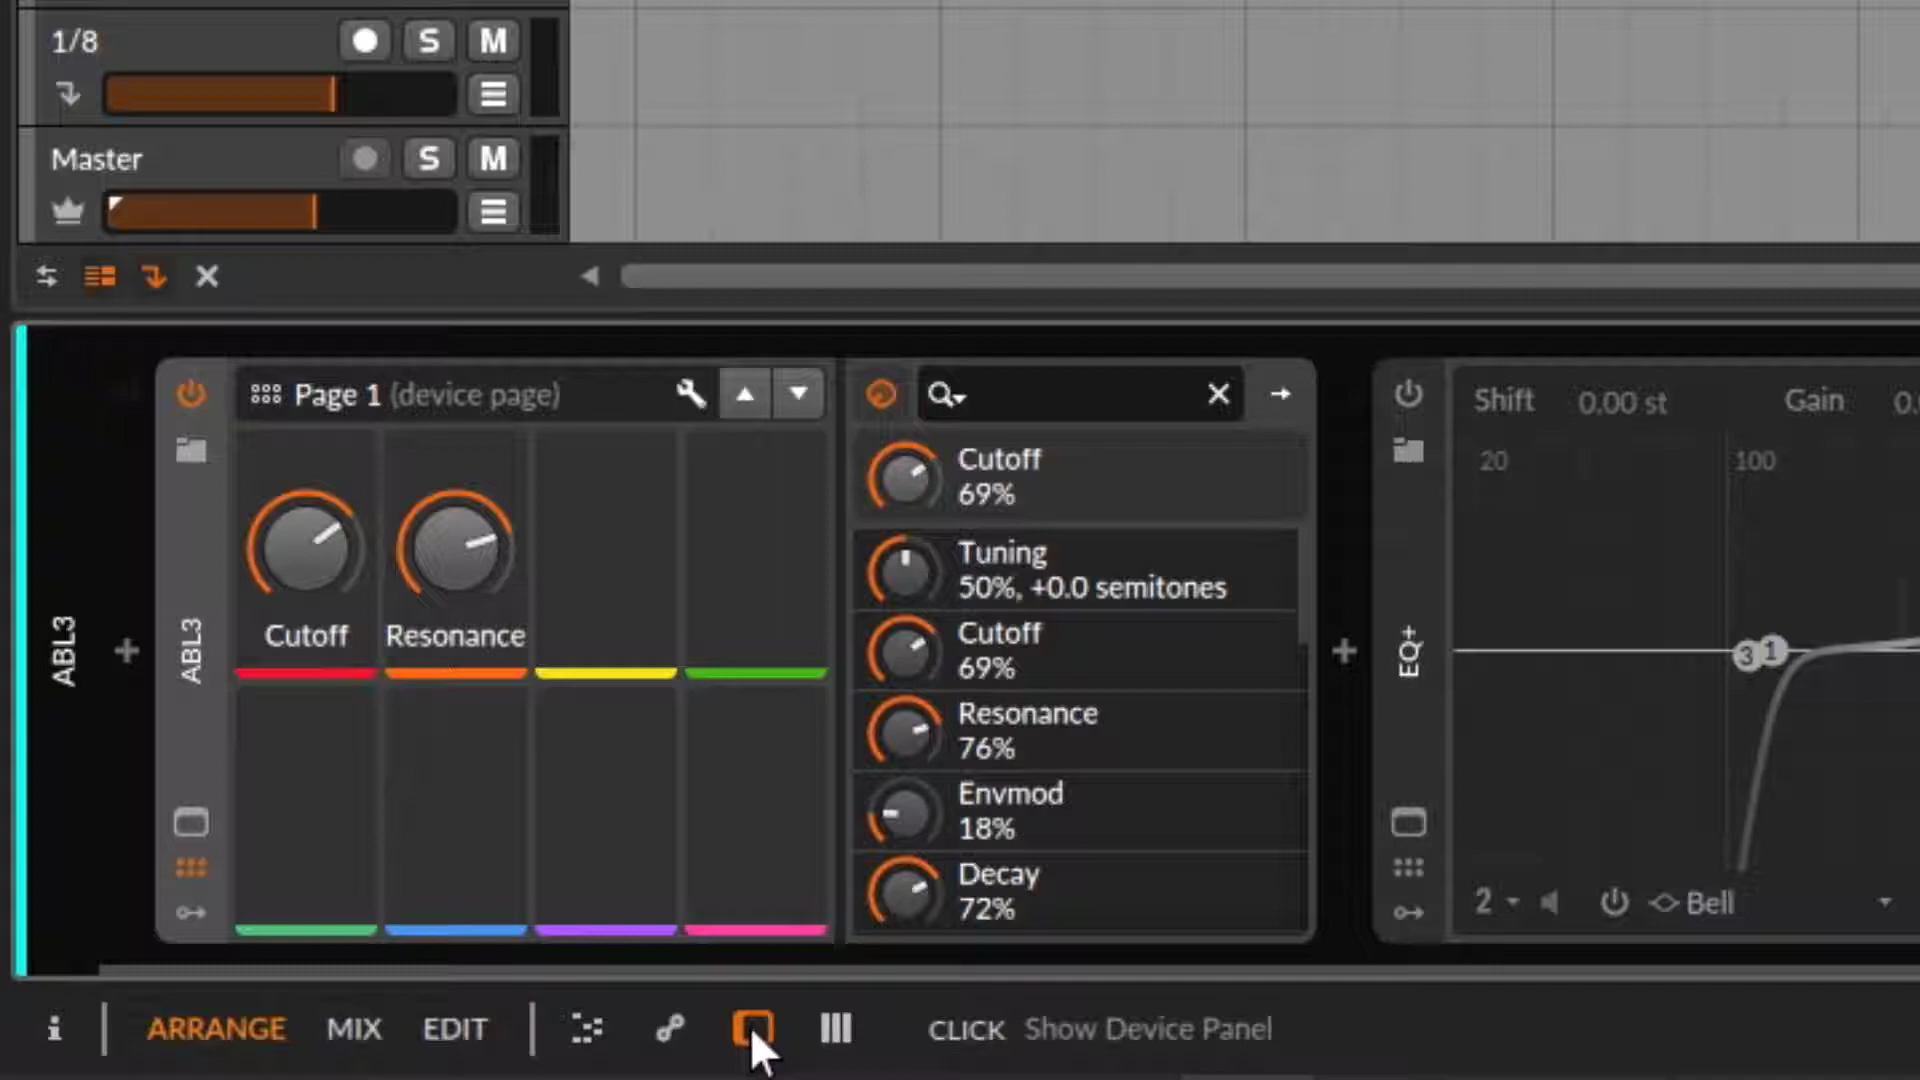 1/8
S M
Master
S M
Page 1 (device page)
Cutoff
69%
Tuning
50%, +0.0 semitones
Cutoff
69%
Resonance
76%
Envmod
18%
Decay
72%
Cutoff Resonance
ABL3
ABL3
EQ+
Shift 0.00 st Gain
20 100
3 1
2 Bell
i ARRANGE MIX EDIT CLICK Show Device Panel